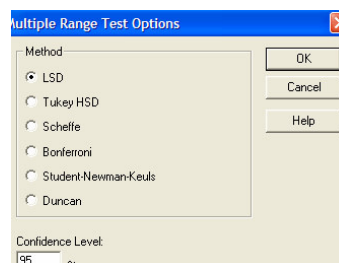 Multiple Range Test Options
Method
LSD
Tukey HSD
Scheffe
Bonferroni
Student-Newman-Keuls
Duncan
OK
Cancel
Help
Confidence Level:
95